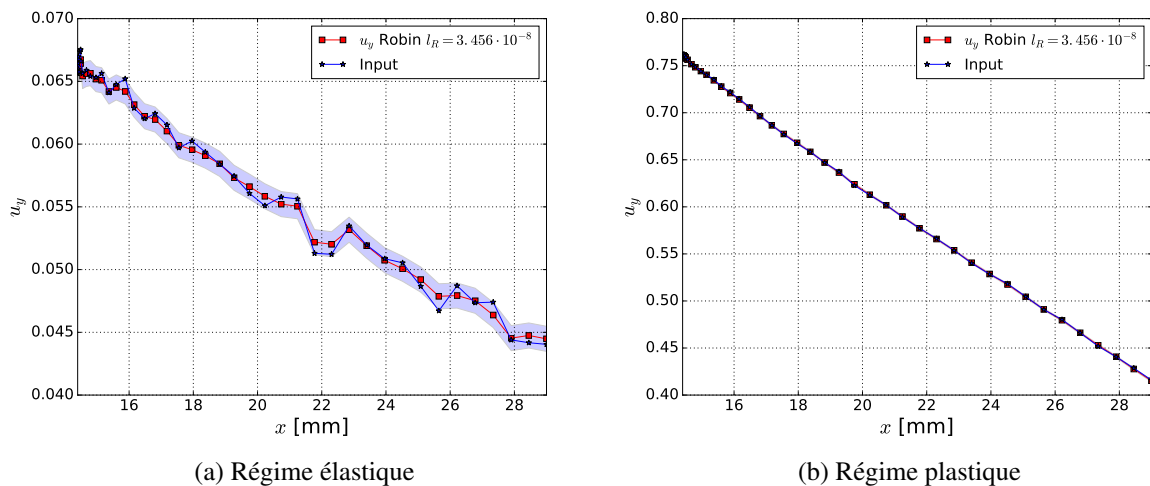 0.070
0.065
0.060
0.055
0.050
0.045
0.040
u_y
16 18 20 22 24 26 28
x [mm]
u_y Robin l_R = 3.456 · 10^{-8}
Input
(a) Régime élastique
0.80
0.75
0.70
0.65
0.60
0.55
0.50
0.45
0.40
u_y
16 18 20 22 24 26 28
x [mm]
u_y Robin l_R = 3.456 · 10^{-8}
Input
(b) Régime plastique